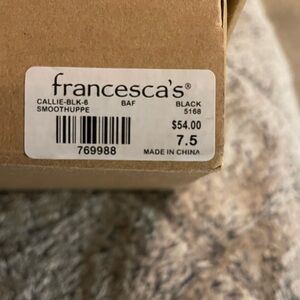 francesca's®
CALLIE-BLK-6 BAF BLACK
SMOOTHUPPE 5168
$54.00
7.5
769988 MADE IN CHINA